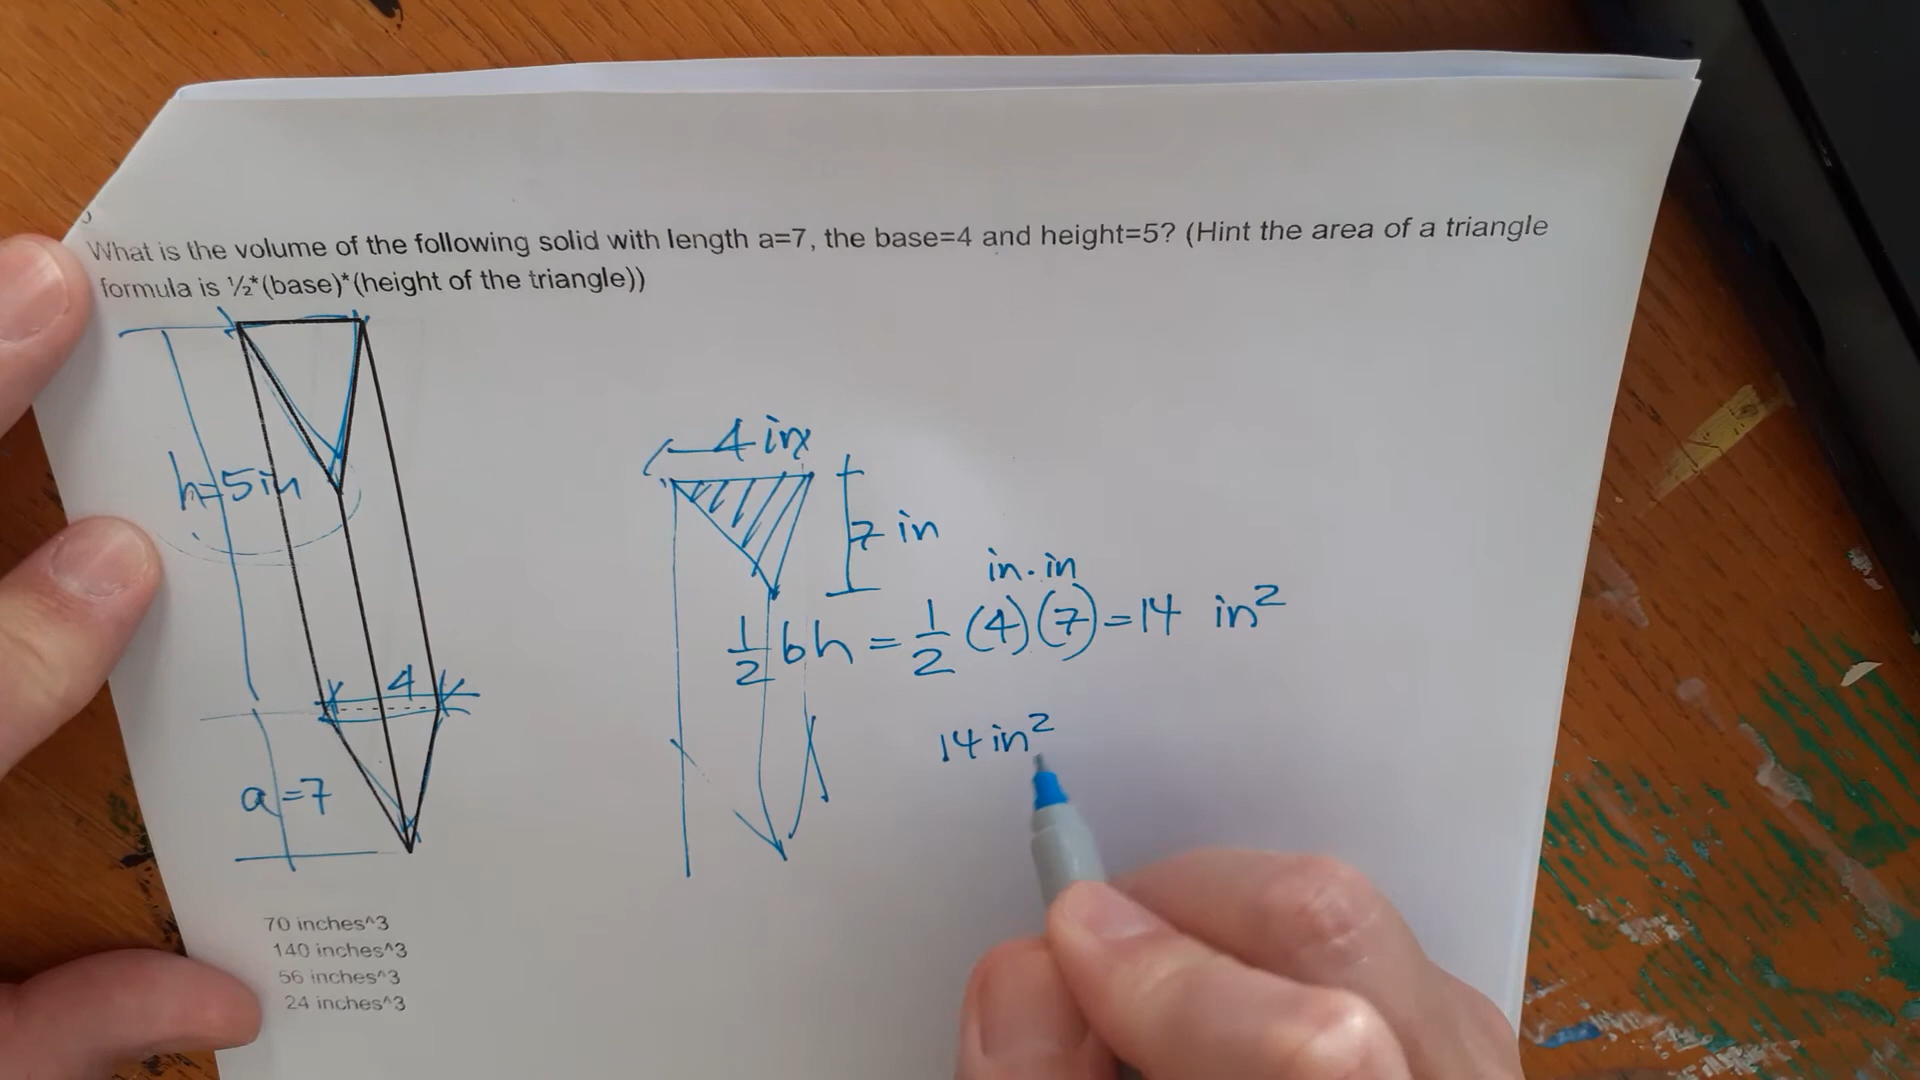 What is the volume of the following solid with length a=7, the base=4 and height=5? (Hint the area of a triangle
formula is ½*(base)*(height of the triangle))
h=5in
4
a=7
4 in
7 in
in. in
1/2 bh = 1/2 (4)(7)=14 in²
14 in²
70 inches^3
140 inches^3
56 inches^3
24 inches^3